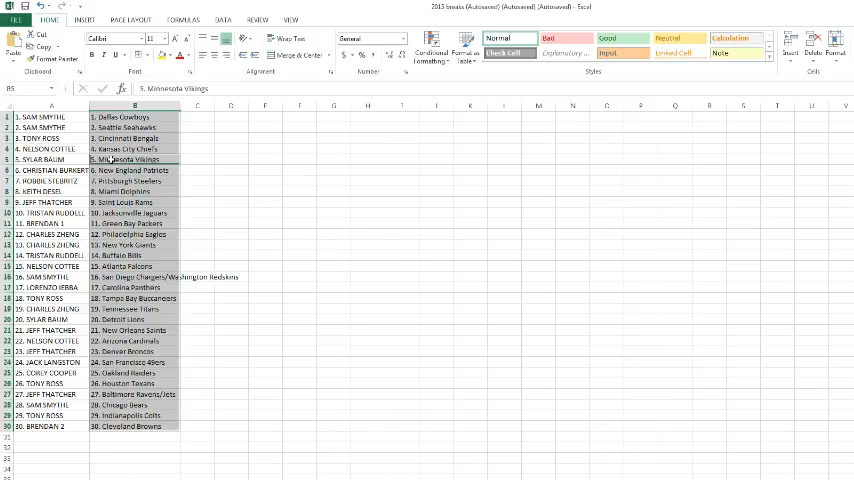 2015 breaks (Autosaved) (Autosaved) (Autosaved) - Excel
FILE HOME INSERT PAGE LAYOUT FORMULAS DATA REVIEW VIEW
Paste
Cut
Copy
Format Painter
Clipboard
Calibri 11
B I U
Font
Wrap Text
Merge & Center
Alignment
General
$ % ,
Number
Conditional Formatting
Format as Table
Normal Bad Good Neutral Calculation
Check Cell Explanatory ... Input Linked Cell Note
Styles
Insert Delete Format
Cells
B5 fx 5. Minnesota Vikings
A B C D E F G H I J K L M N O P Q R S T U V
1 1. SAM SMYTHE 1. Dallas Cowboys
2 2. SAM SMYTHE 2. Seattle Seahawks
3 3. TONY ROSS 3. Cincinnati Bengals
4 4. NELSON COTTEE 4. Kansas City Chiefs
5 5. SYLAR BAUM 5. Minnesota Vikings
6 6. CHRISTIAN BURKERT 6. New England Patriots
7 7. ROBBIE STEBRITZ 7. Pittsburgh Steelers
8 8. KEITH DESEL 8. Miami Dolphins
9 9. JEFF THATCHER 9. Saint Louis Rams
10 10. TRISTAN RUDDELL 10. Jacksonville Jaguars
11 11. BRENDAN 1 11. Green Bay Packers
12 12. CHARLES ZHENG 12. Philadelphia Eagles
13 13. CHARLES ZHENG 13. New York Giants
14 14. TRISTAN RUDDELL 14. Buffalo Bills
15 15. NELSON COTTEE 15. Atlanta Falcons
16 16. SAM SMYTHE 16. San Diego Chargers/Washington Redskins
17 17. LORENZO IEBBA 17. Carolina Panthers
18 18. TONY ROSS 18. Tampa Bay Buccaneers
19 19. CHARLES ZHENG 19. Tennessee Titans
20 20. SYLAR BAUM 20. Detroit Lions
21 21. JEFF THATCHER 21. New Orleans Saints
22 22. NELSON COTTEE 22. Arizona Cardinals
23 23. JEFF THATCHER 23. Denver Broncos
24 24. JACK LANGSTON 24. San Francisco 49ers
25 25. COREY COOPER 25. Oakland Raiders
26 26. TONY ROSS 26. Houston Texans
27 27. JEFF THATCHER 27. Baltimore Ravens/Jets
28 28. SAM SMYTHE 28. Chicago Bears
29 29. TONY ROSS 29. Indianapolis Colts
30 30. BRENDAN 2 30. Cleveland Browns
31
32
33
34